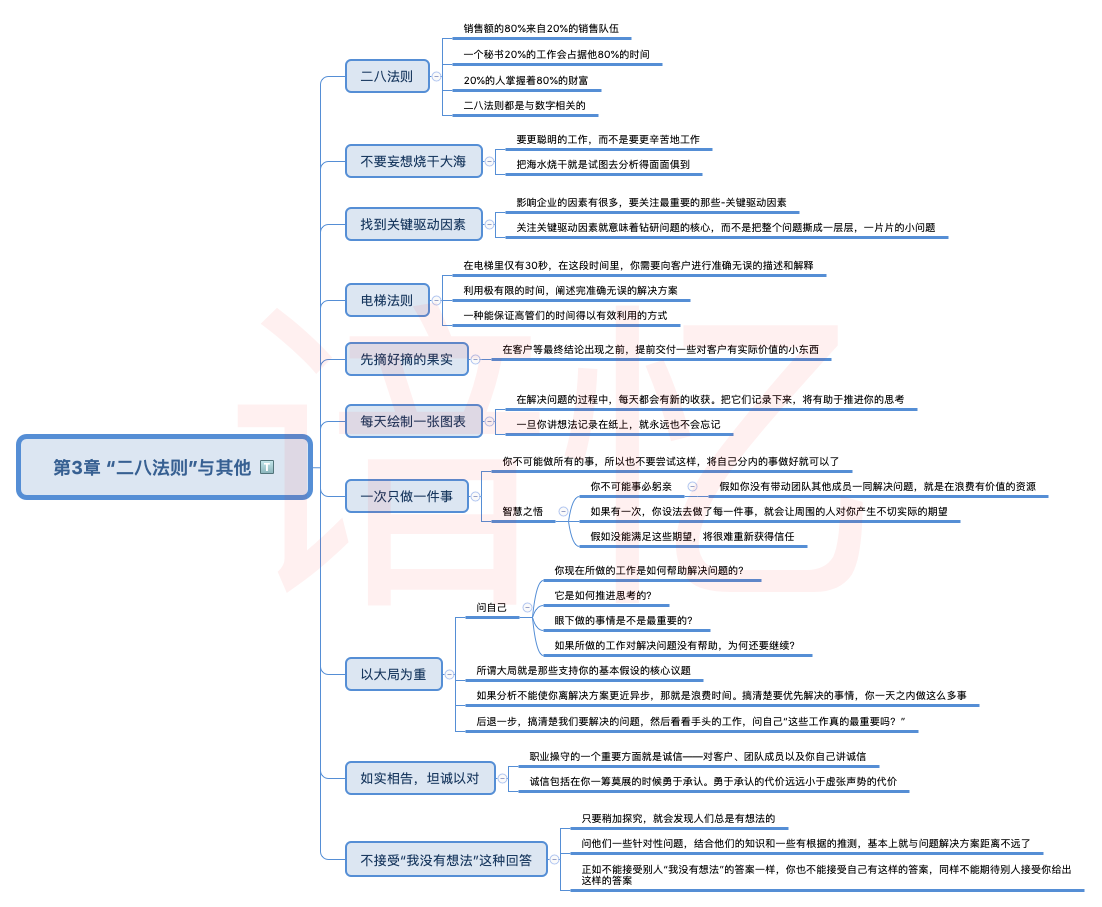 销售额的80%来自20%的销售队伍
一个秘书20%的工作会占据他80%的时间
二八法则
20%的人掌握着80%的财富
二八法则都是与数字相关的
要更聪明的工作，而不是要更辛苦地工作
不要妄想烧干大海
把海水烧干就是试图去分析得面面俱到
影响企业的因素有很多，要关注最重要的那些-关键驱动因素
找到关键驱动因素
关注关键驱动因素就意味着钻研问题的核心，而不是把整个问题撕成一层层，一片片的小问题
在电梯里仅有30秒，在这段时间里，你需要向客户进行准确无误的描述和解释
电梯法则
利用极有限的时间，阐述完准确无误的解决方案
一种能保证高管们的时间得以有效利用的方式
先摘好摘的果实
在客户等最终结论出现之前，提前交付一些对客户有实际价值的小东西
在解决问题的过程中，每天都会有新的收获。把它们记录下来，将有助于推进你的思考
每天绘制一张图表
一旦你讲想法记录在纸上，就永远也不会忘记
第3章 “二八法则”与其他
你不可能做所有的事，所以也不要尝试这样，将自己分内的事做好就可以了
一次只做一件事
你不可能事必躬亲
假如你没有带动团队其他成员一同解决问题，就是在浪费有价值的资源
智慧之悟
如果有一次，你设法去做了每一件事，就会让周围的人对你产生不切实际的期望
假如没能满足这些期望，将很难重新获得信任
你现在所做的工作是如何帮助解决问题的?
问自己
它是如何推进思考的?
眼下做的事情是不是最重要的?
如果所做的工作对解决问题没有帮助，为何还要继续?
以大局为重
所谓大局就是那些支持你的基本假设的核心议题
如果分析不能使你离解决方案更近异步，那就是浪费时间。搞清楚要优先解决的事情，你一天之内做这么多事
后退一步，搞清楚我们要解决的问题，然后看看手头的工作，问自己“这些工作真的最重要吗？”
职业操守的一个重要方面就是诚信——对客户、团队成员以及你自己讲诚信
如实相告，坦诚以对
诚信包括在你一筹莫展的时候勇于承认。勇于承认的代价远远小于虚张声势的代价
只要稍加探究，就会发现人们总是有想法的
不接受“我没有想法”这种回答
问他们一些针对性问题，结合他们的知识和一些有根据的推测，基本上就与问题解决方案距离不远了
正如不能接受别人“我没有想法”的答案一样，你也不能接受自己有这样的答案，同样不能期待别人接受你给出
这样的答案